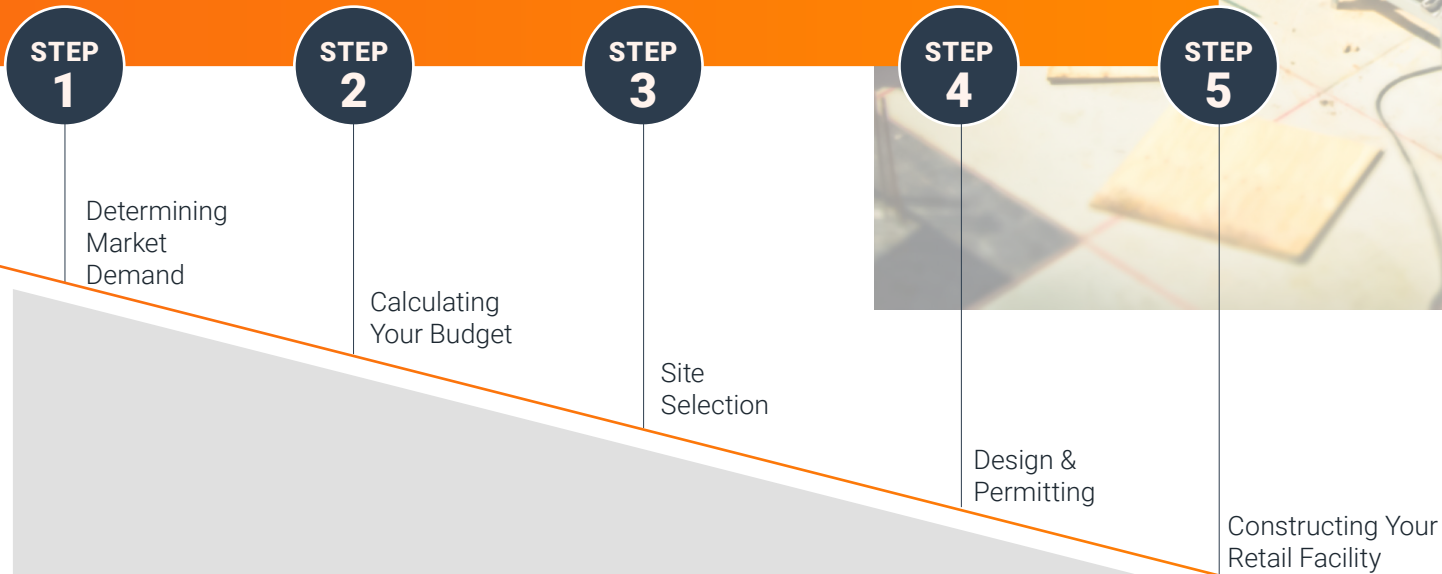 STEP
1
STEP
2
STEP
3
STEP
4
STEP
5
Determining
Market
Demand
Calculating
Your Budget
Site
Selection
Design &
Permitting
Constructing Your
Retail Facility